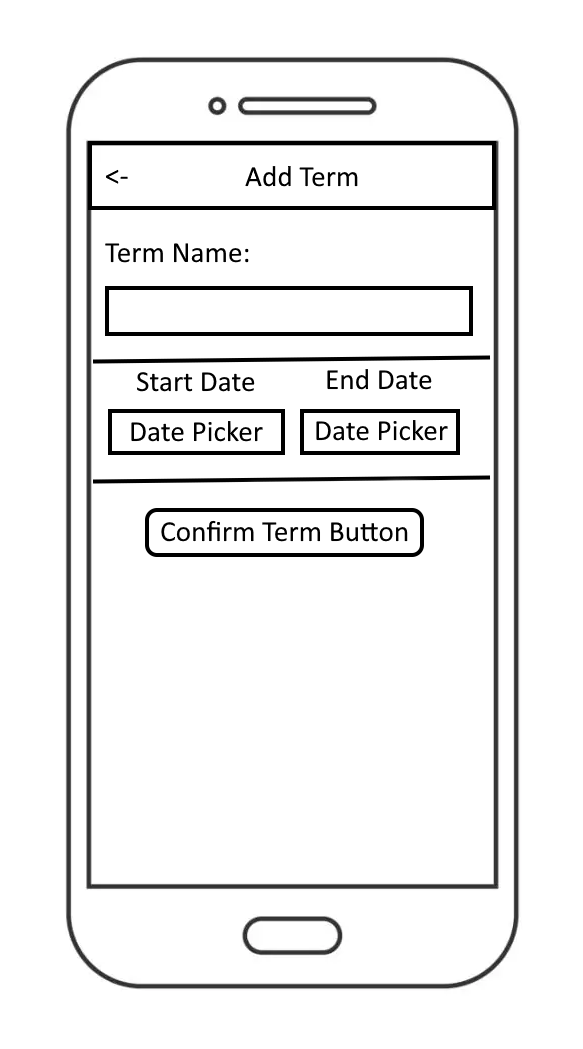 <- Add Term
Term Name:
Start Date End Date
Date Picker Date Picker
Confirm Term Button